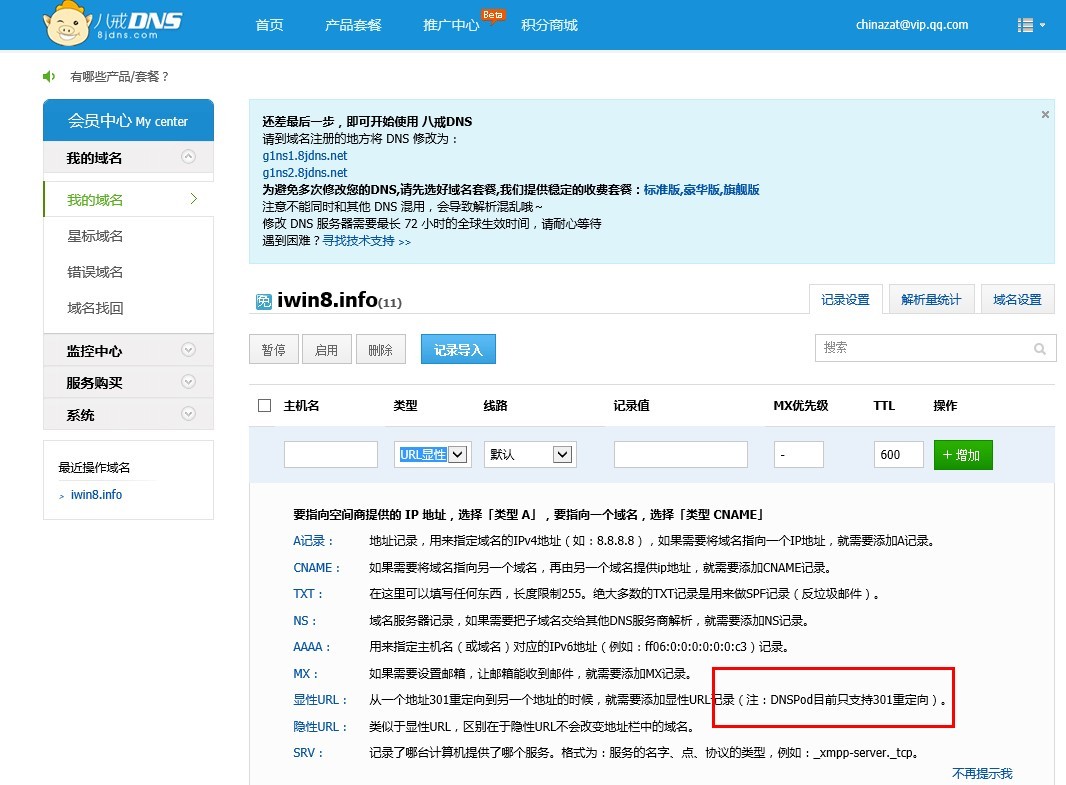 八戒DNS
8jdns.com
首页 产品套餐 推广中心 Beta 积分商城 chinazat@vip.qq.com
有哪些产品/套餐？
会员中心 My center
我的域名
我的域名
星标域名
错误域名
域名找回
监控中心
服务购买
系统
最近操作域名
> iwin8.info
还差最后一步，即可开始使用 八戒DNS
请到域名注册的地方将 DNS 修改为：
g1ns1.8jdns.net
g1ns2.8jdns.net
为避免多次修改您的DNS,请先选好域名套餐,我们提供稳定的收费套餐：标准版,豪华版,旗舰版
注意不能同时和其他 DNS 混用，会导致解析混乱哦～
修改 DNS 服务器需要最长 72 小时的全球生效时间，请耐心等待
遇到困难？寻找技术支持 >>
免 iwin8.info(11)
记录设置 解析量统计 域名设置
暂停 启用 删除 记录导入 搜索
主机名 类型 线路 记录值 MX优先级 TTL 操作
URL显性 默认 - 600 + 增加
要指向空间商提供的 IP 地址，选择「类型 A」，要指向一个域名，选择「类型 CNAME」
A记录： 地址记录，用来指定域名的IPv4地址（如：8.8.8.8），如果需要将域名指向一个IP地址，就需要添加A记录。
CNAME： 如果需要将域名指向另一个域名，再由另一个域名提供ip地址，就需要添加CNAME记录。
TXT： 在这里可以填写任何东西，长度限制255。绝大多数的TXT记录是用来做SPF记录（反垃圾邮件）。
NS： 域名服务器记录，如果需要把子域名交给其他DNS服务商解析，就需要添加NS记录。
AAAA： 用来指定主机名（或域名）对应的IPv6地址（例如：ff06:0:0:0:0:0:0:c3）记录。
MX： 如果需要设置邮箱，让邮箱能收到邮件，就需要添加MX记录。
显性URL： 从一个地址301重定向到另一个地址的时候，就需要添加显性URL记录（注：DNSPod目前只支持301重定向）。
隐性URL： 类似于显性URL，区别在于隐性URL不会改变地址栏中的域名。
SRV： 记录了哪台计算机提供了哪个服务。格式为：服务的名字、点、协议的类型，例如：_xmpp-server._tcp。
不再提示我